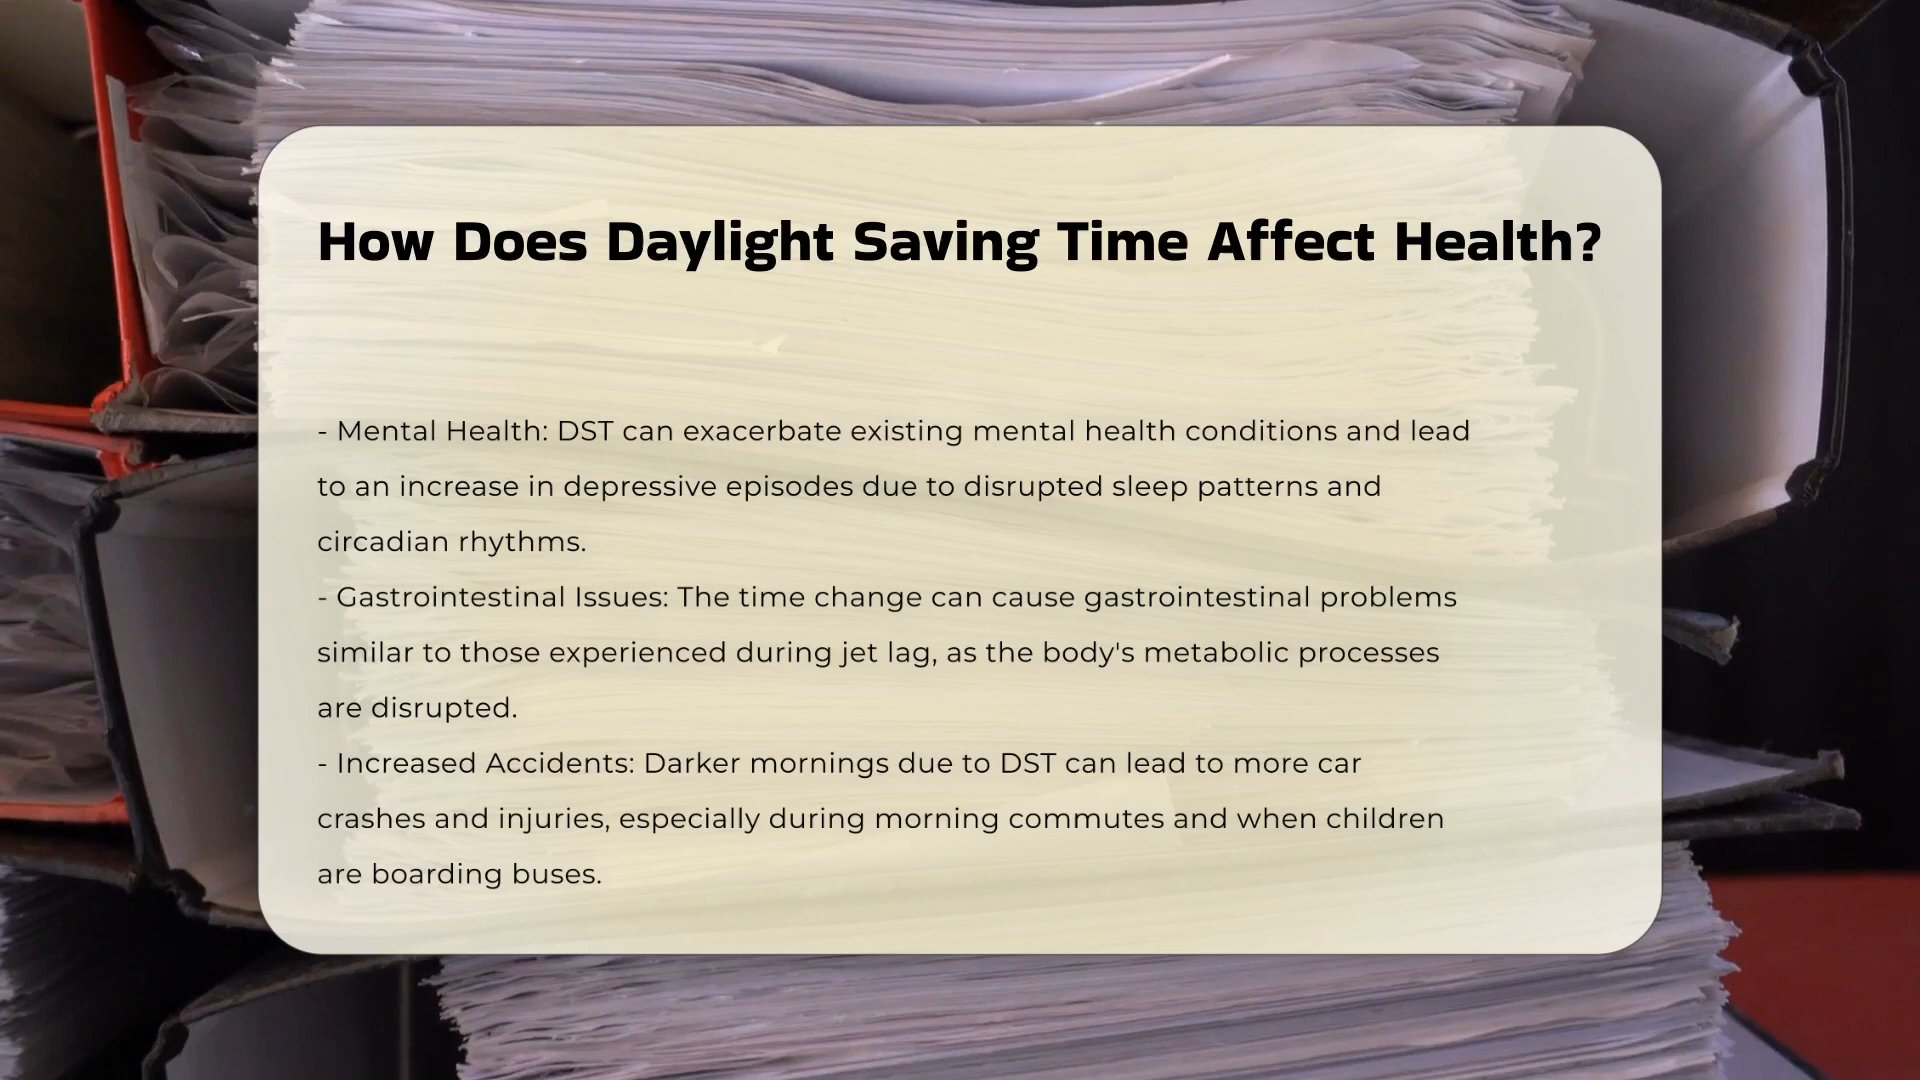 How Does Daylight Saving Time Affect Health?
- Mental Health: DST can exacerbate existing mental health conditions and lead
to an increase in depressive episodes due to disrupted sleep patterns and
circadian rhythms.
- Gastrointestinal Issues: The time change can cause gastrointestinal problems
similar to those experienced during jet lag, as the body's metabolic processes
are disrupted.
- Increased Accidents: Darker mornings due to DST can lead to more car
crashes and injuries, especially during morning commutes and when children
are boarding buses.